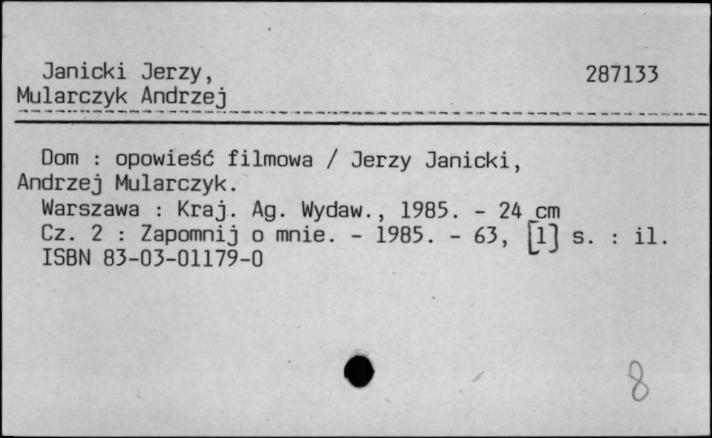 Janicki Jerzy, 287133
Mularczyk Andrzej
Dom : opowieść filmowa / Jerzy Janicki,
Andrzej Mularczyk.
Warszawa : Kraj. Ag. Wydaw., 1985. - 24 cm
Cz. 2 : Zapomnij o mnie. - 1985. - 63, [1] s. : il.
ISBN 83-03-01179-0
8